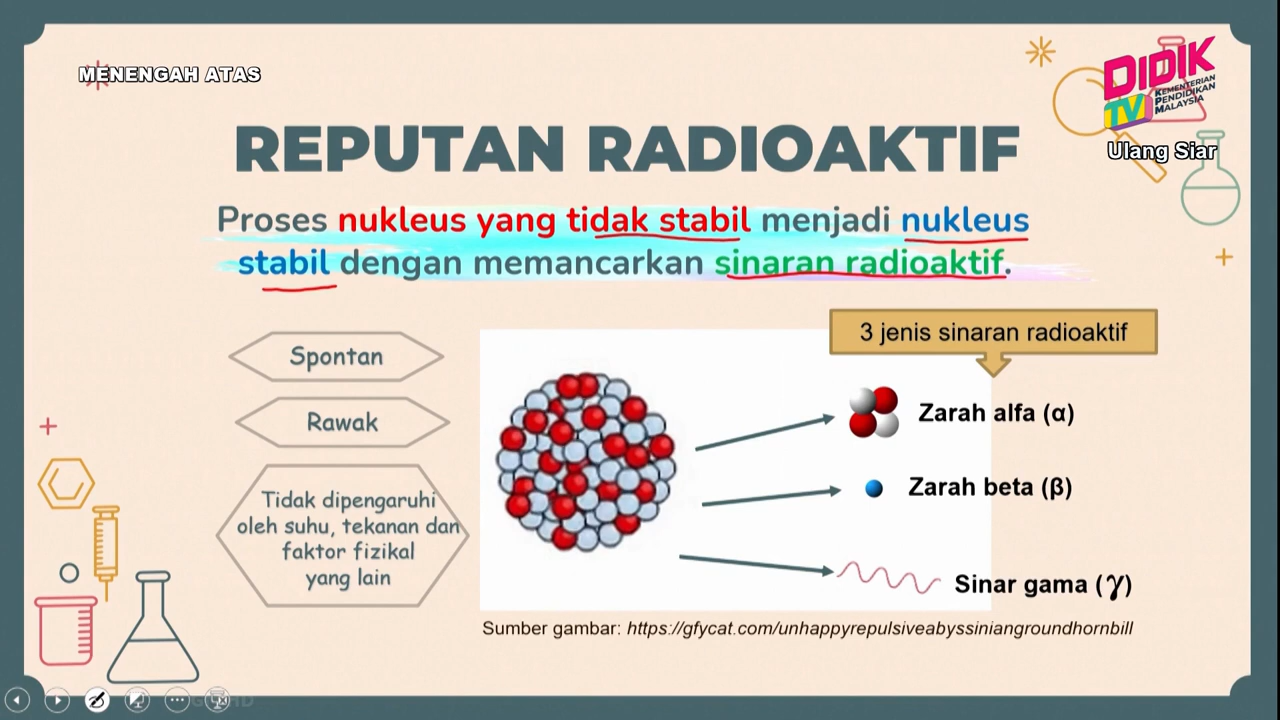 MENENGAH ATAS
DIDIK
TV
KEMENTERIAN
PENDIDIKAN
MALAYSIA
Ulang Siar
REPUTAN RADIOAKTIF
Proses nukleus yang tidak stabil menjadi nukleus
stabil dengan memancarkan sinaran radioaktif.
3 jenis sinaran radioaktif
Spontan
Rawak
Tidak dipengaruhi
oleh suhu, tekanan dan
faktor fizikal
yang lain
Zarah alfa (α)
Zarah beta (β)
Sinar gama (γ)
Sumber gambar: https://gfycat.com/unhappyrepulsiveabyssiniangroundhornbill